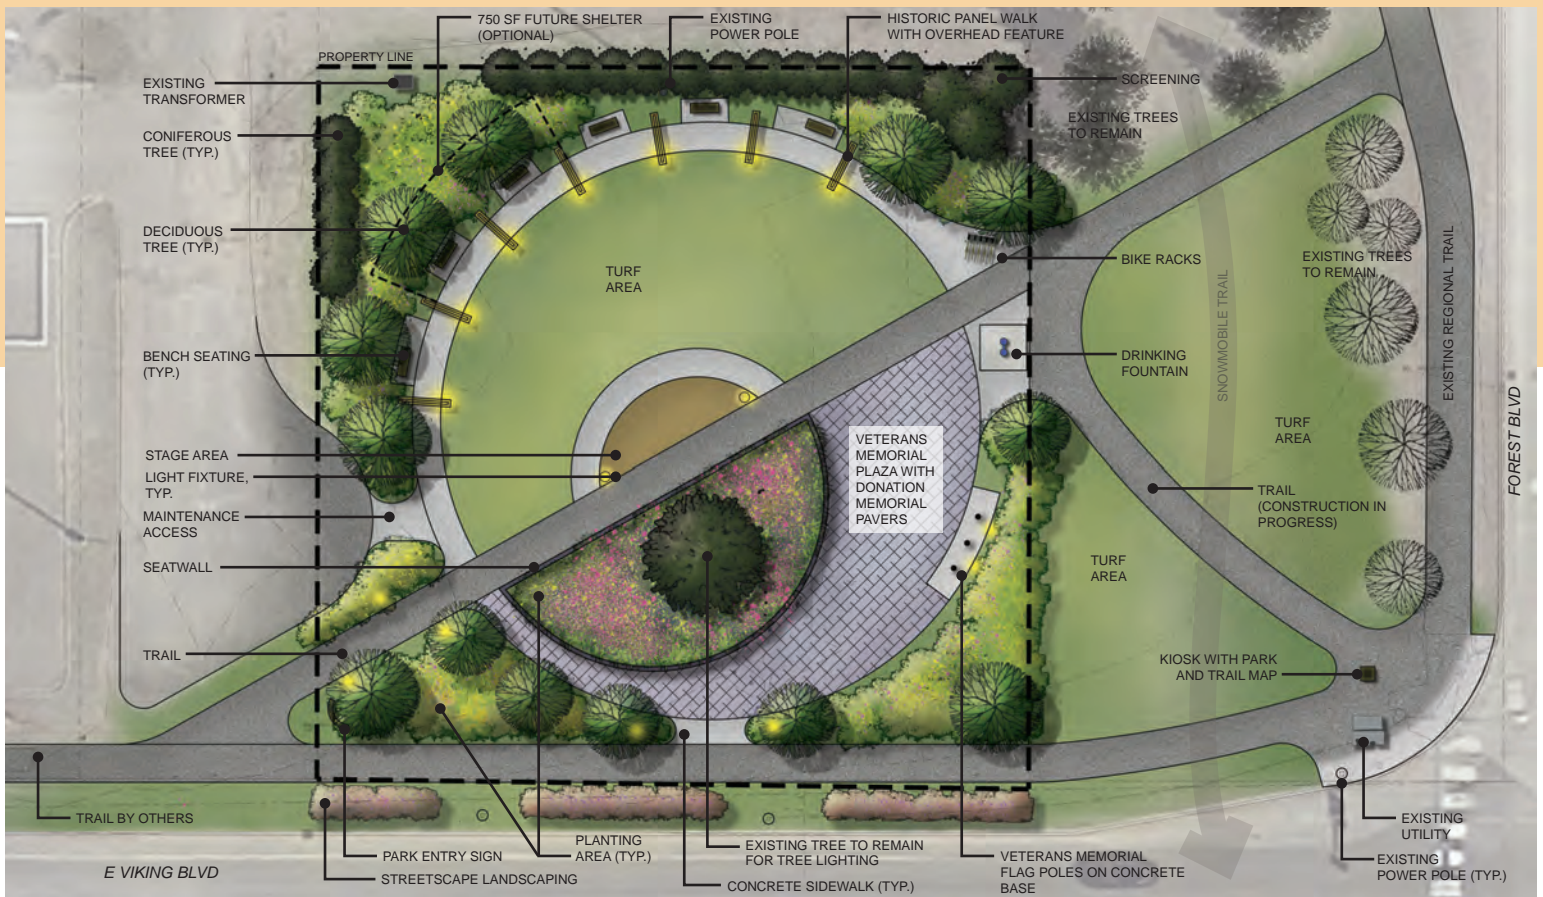 750 SF FUTURE SHELTER
(OPTIONAL)
EXISTING
POWER POLE
HISTORIC PANEL WALK
WITH OVERHEAD FEATURE
PROPERTY LINE
EXISTING
TRANSFORMER
SCREENING
EXISTING TREES
TO REMAIN
CONIFEROUS
TREE (TYP.)
DECIDUOUS
TREE (TYP.)
TURF
AREA
BIKE RACKS
EXISTING TREES
TO REMAIN
SNOWMOBILE TRAIL
EXISTING REGIONAL TRAIL
FOREST BLVD
BENCH SEATING
(TYP.)
DRINKING
FOUNTAIN
TURF
AREA
STAGE AREA
LIGHT FIXTURE,
TYP.
VETERANS
MEMORIAL
PLAZA WITH
DONATION
MEMORIAL
PAVERS
TRAIL
(CONSTRUCTION IN
PROGRESS)
MAINTENANCE
ACCESS
SEATWALL
TURF
AREA
TRAIL
KIOSK WITH PARK
AND TRAIL MAP
TRAIL BY OTHERS
EXISTING
UTILITY
PARK ENTRY SIGN
PLANTING
AREA (TYP.)
EXISTING TREE TO REMAIN
FOR TREE LIGHTING
VETERANS MEMORIAL
FLAG POLES ON CONCRETE
BASE
EXISTING
POWER POLE (TYP.)
E VIKING BLVD
STREETSCAPE LANDSCAPING
CONCRETE SIDEWALK (TYP.)